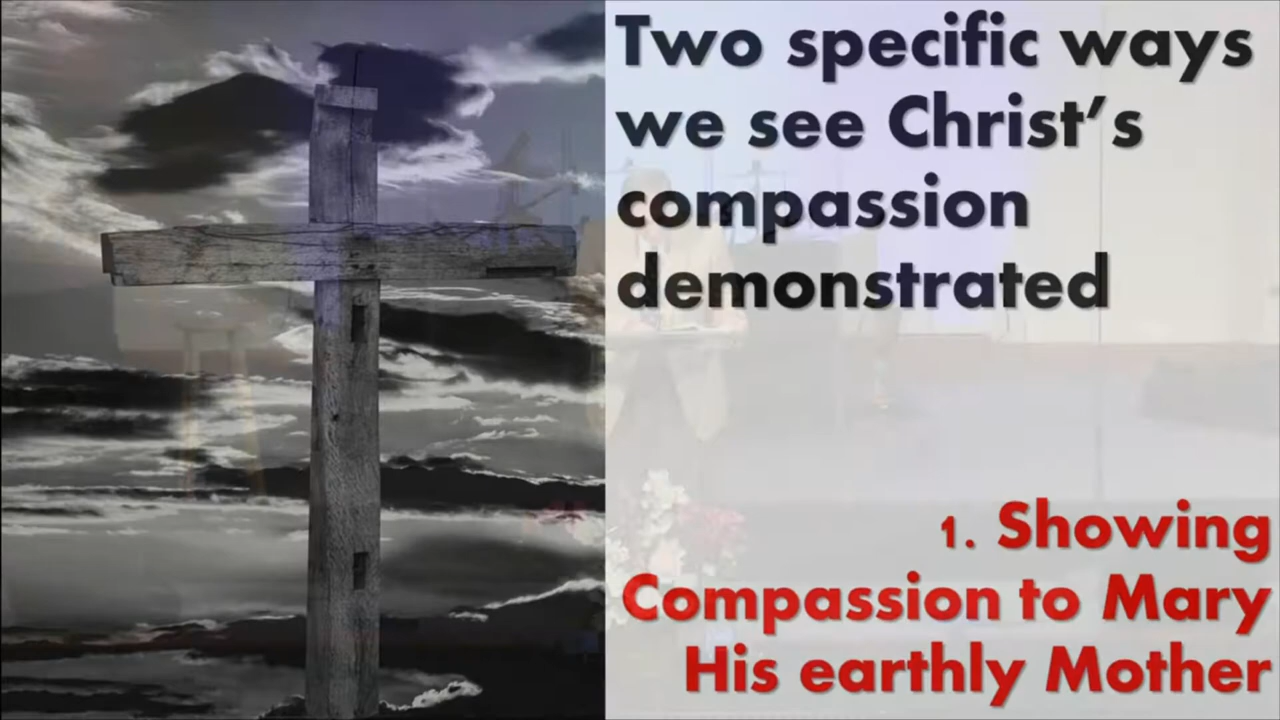 Two specific ways
we see Christ’s
compassion
demonstrated
1. Showing
Compassion to Mary
His earthly Mother